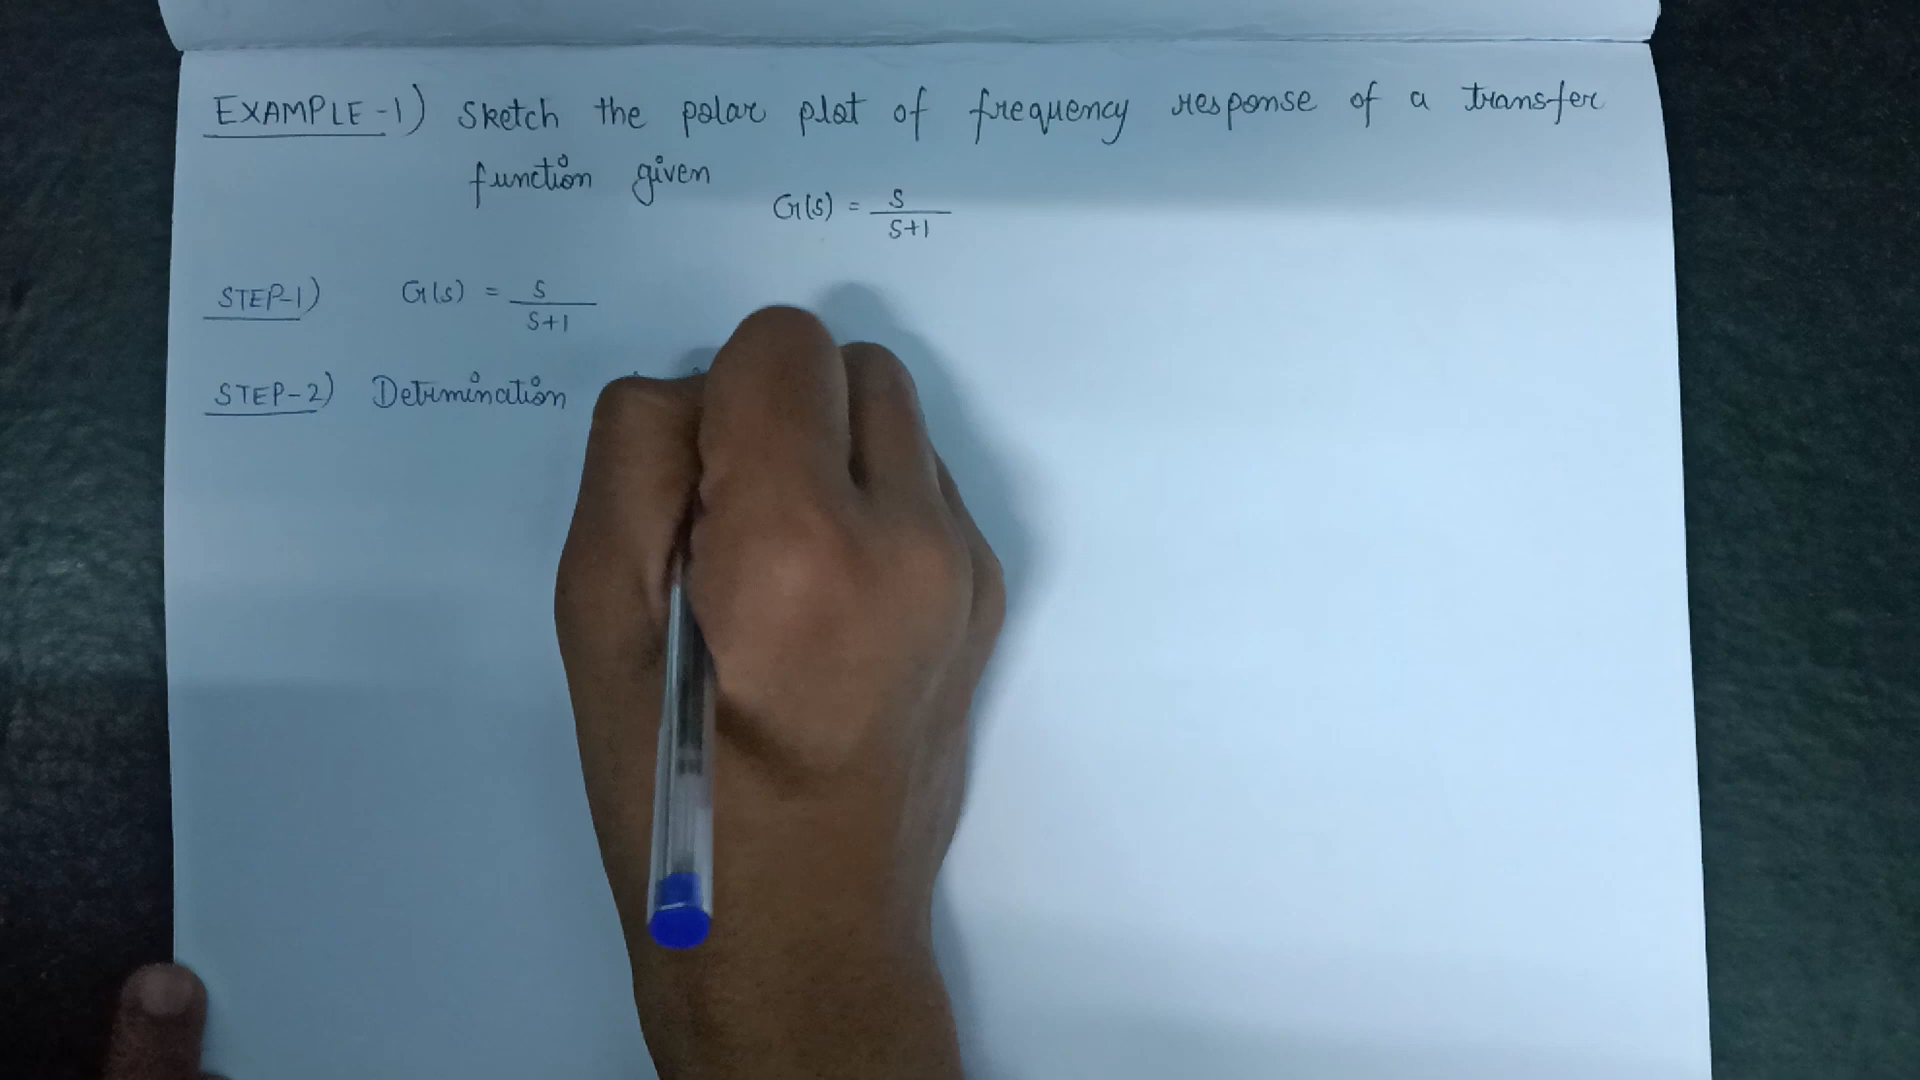 EXAMPLE-1) Sketch the polar plot of frequency response of a transfer
function given
G(s) = s/s+1
STEP-1) G(s) = s/s+1
STEP-2) Determination